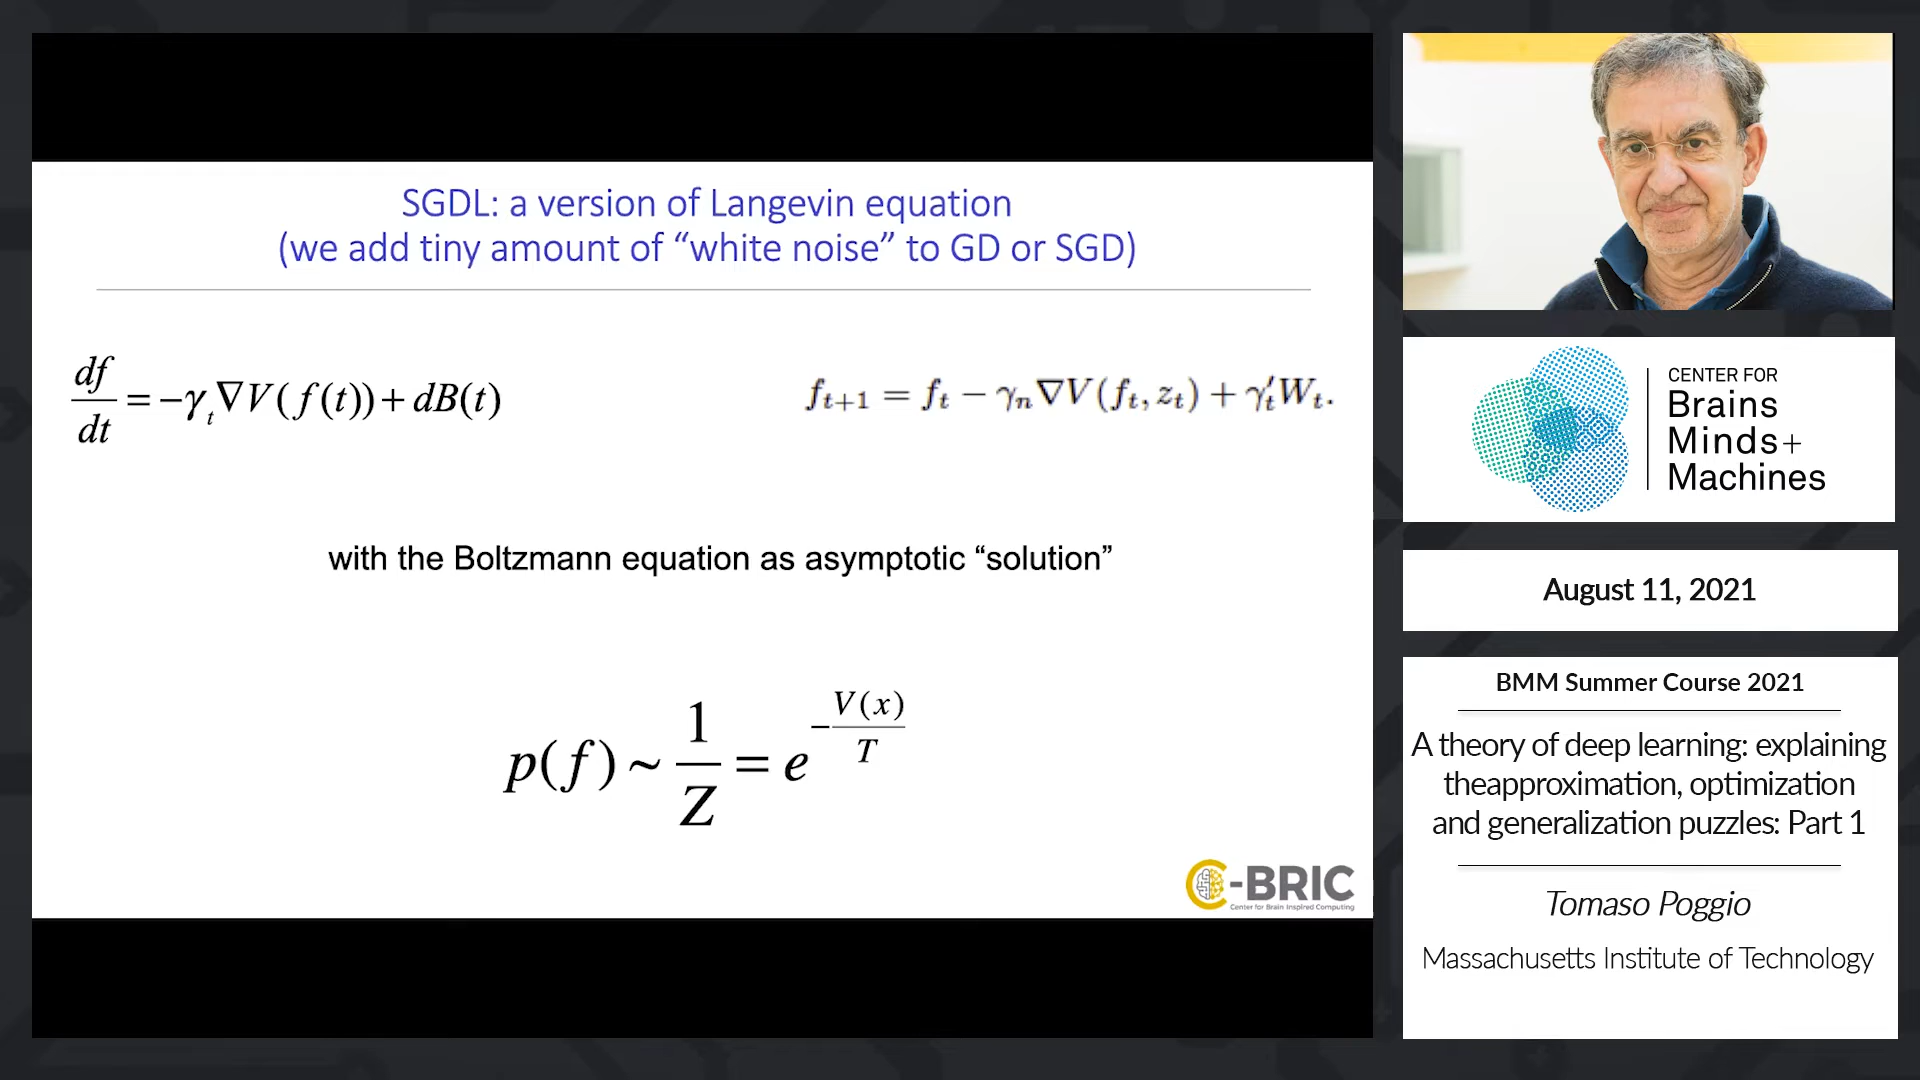 SGDL: a version of Langevin equation
(we add tiny amount of “white noise” to GD or SGD)
df/dt = −γ_t ∇V(f(t)) + dB(t)
f_{t+1} = f_t − γ_n∇V(f_t, z_t) + γ′_t W_t.
with the Boltzmann equation as asymptotic “solution”
p(f) ~ 1/Z = e^{−V(x)/T}
C-BRIC
Center for Brain Inspired Computing
CENTER FOR
Brains
Minds+
Machines
August 11, 2021
BMM Summer Course 2021
A theory of deep learning: explaining
theapproximation, optimization
and generalization puzzles: Part 1
Tomaso Poggio
Massachusetts Institute of Technology